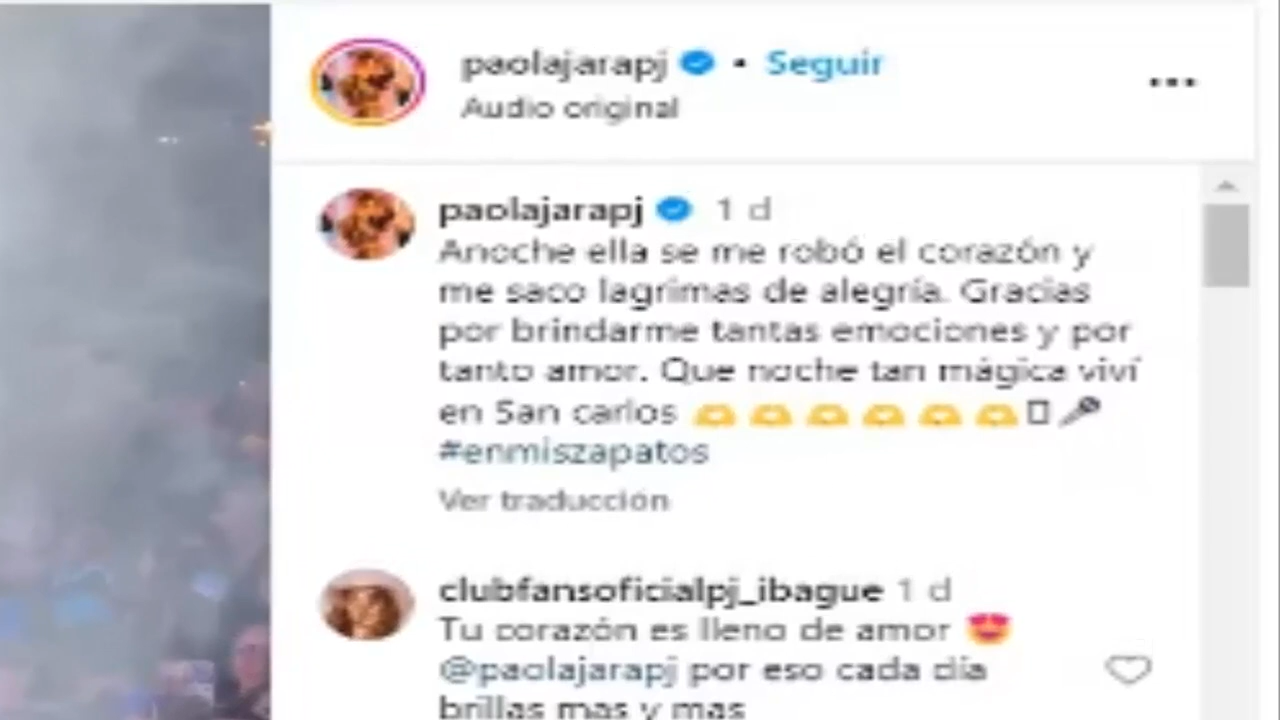 paolajarapj • Seguir
Audio original
paolajarapj 1 d
Anoche ella se me robó el corazón y
me saco lagrimas de alegría. Gracias
por brindarme tantas emociones y por
tanto amor. Que noche tan mágica viví
en San carlos 🫶🫶🫶🫶🫶🫶▯🎤
#enmiszapatos
Ver traducción
clubfansoficialpj_ibague 1 d
Tu corazón es lleno de amor 😍
@paolajarapj por eso cada día
brillas mas y mas